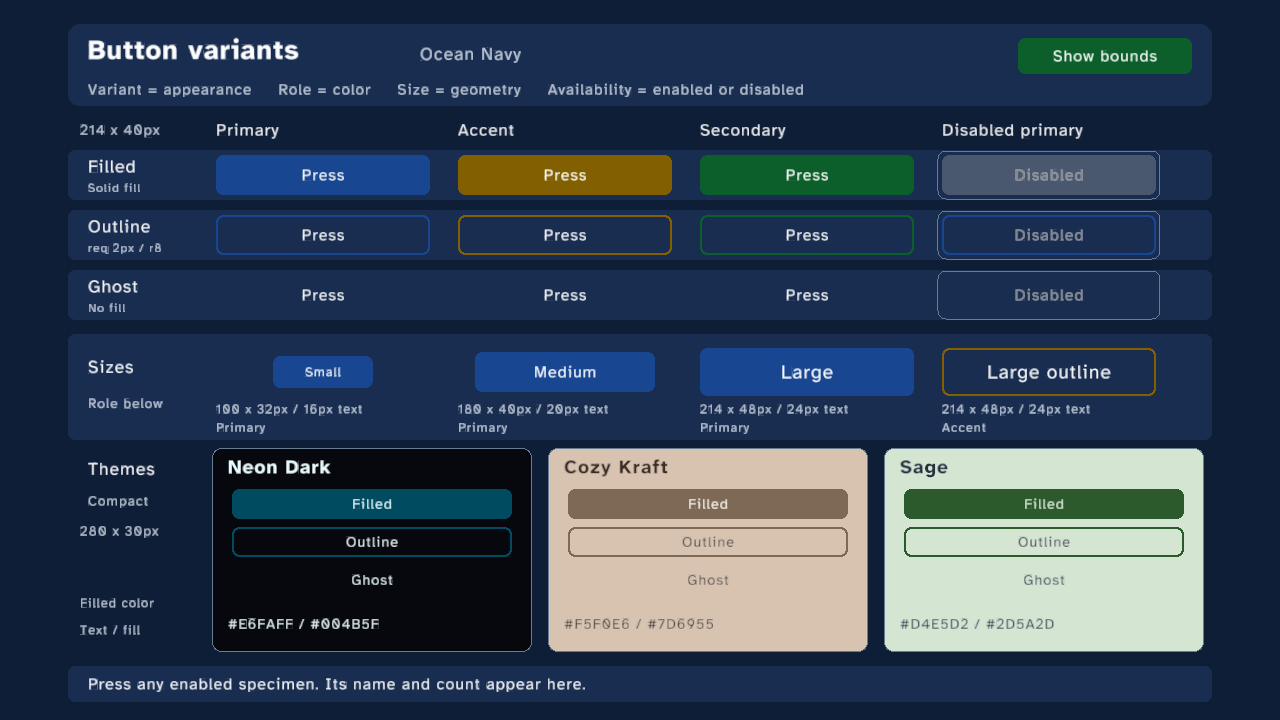 Button variants
Ocean Navy
Show bounds
Variant = appearance Role = color Size = geometry Availability = enabled or disabled
214 x 40px Primary Accent Secondary Disabled primary
Filled
Solid fill
Press Press Press Disabled
Outline
req 2px / r8
Press Press Press Disabled
Ghost
No fill
Press Press Press Disabled
Sizes
Small Medium Large Large outline
Role below
100 x 32px / 16px text 180 x 40px / 20px text 214 x 48px / 24px text 214 x 48px / 24px text
Primary Primary Primary Accent
Themes
Compact
280 x 30px
Filled color
Text / fill
Neon Dark
Filled
Outline
Ghost
#E6FAFF / #004B5F
Cozy Kraft
Filled
Outline
Ghost
#F5F0E6 / #7D6955
Sage
Filled
Outline
Ghost
#D4E5D2 / #2D5A2D
Press any enabled specimen. Its name and count appear here.